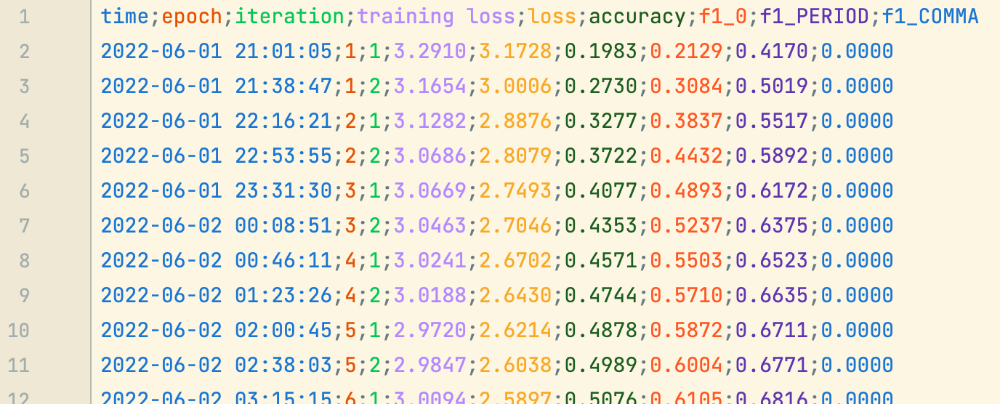 1 time;epoch;iteration;training loss;loss;accuracy;f1_0;f1_PERIOD;f1_COMMA
2 2022-06-01 21:01:05;1;1;3.2910;3.1728;0.1983;0.2129;0.4170;0.0000
3 2022-06-01 21:38:47;1;2;3.1654;3.0006;0.2730;0.3084;0.5019;0.0000
4 2022-06-01 22:16:21;2;1;3.1282;2.8876;0.3277;0.3837;0.5517;0.0000
5 2022-06-01 22:53:55;2;2;3.0686;2.8079;0.3722;0.4432;0.5892;0.0000
6 2022-06-01 23:31:30;3;1;3.0669;2.7493;0.4077;0.4893;0.6172;0.0000
7 2022-06-02 00:08:51;3;2;3.0463;2.7046;0.4353;0.5237;0.6375;0.0000
8 2022-06-02 00:46:11;4;1;3.0241;2.6702;0.4571;0.5503;0.6523;0.0000
9 2022-06-02 01:23:26;4;2;3.0188;2.6430;0.4744;0.5710;0.6635;0.0000
10 2022-06-02 02:00:45;5;1;2.9720;2.6214;0.4878;0.5872;0.6711;0.0000
11 2022-06-02 02:38:03;5;2;2.9847;2.6038;0.4989;0.6004;0.6771;0.0000
12 2022-06-02 03:15:15;6;1;3.0094;2.5897;0.5076;0.6105;0.6816;0.0000